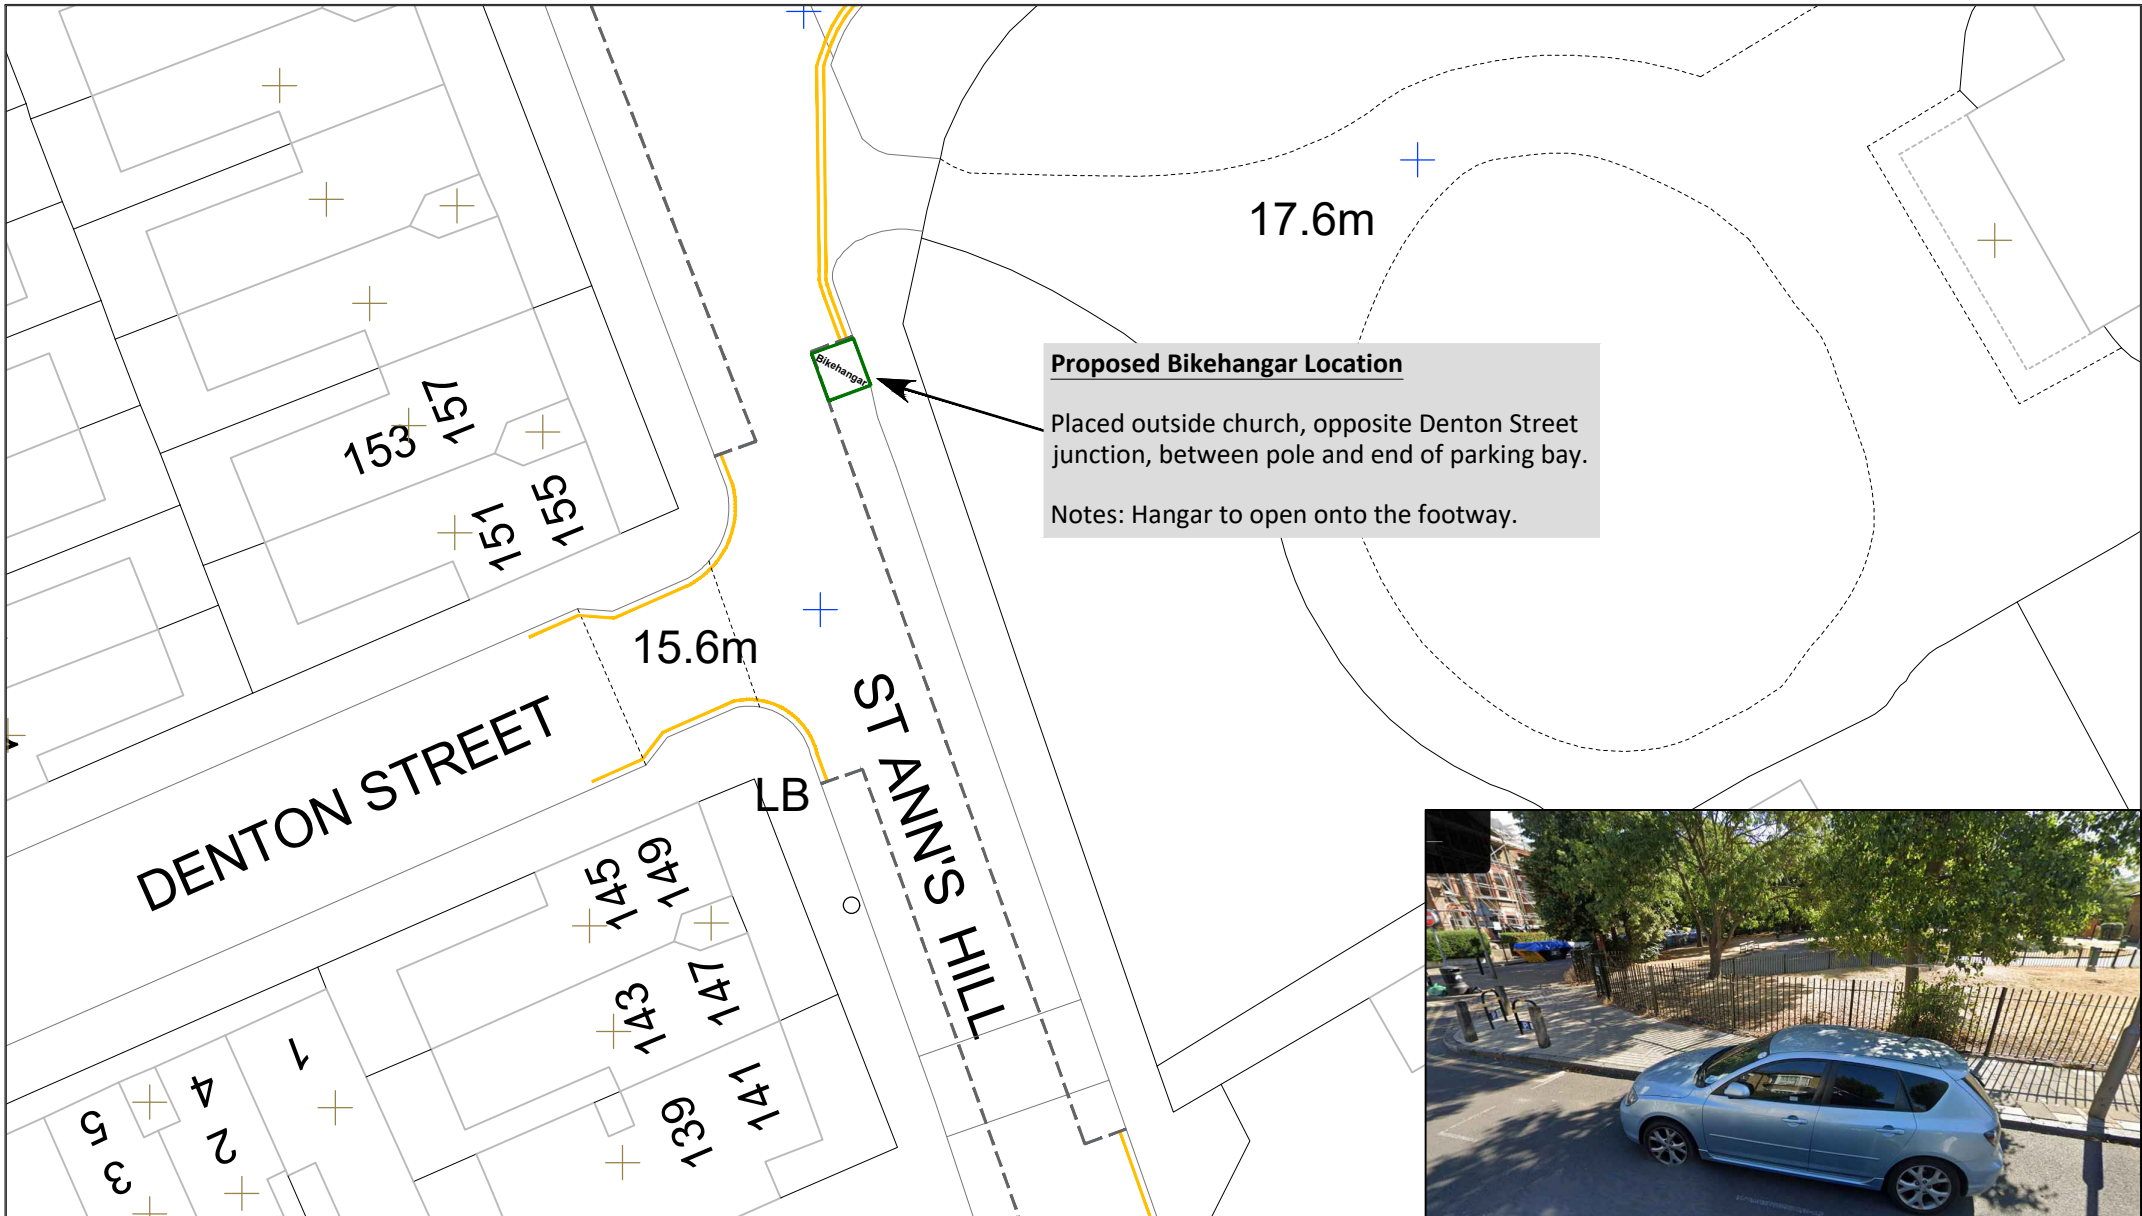 17.6m
Bikehangar
Proposed Bikehangar Location
Placed outside church, opposite Denton Street
junction, between pole and end of parking bay.
Notes: Hangar to open onto the footway.
157
153
155
151
15.6m
DENTON STREET
ST ANN'S HILL
LB
149
145
147
143
141
139
1
4
2
5
3